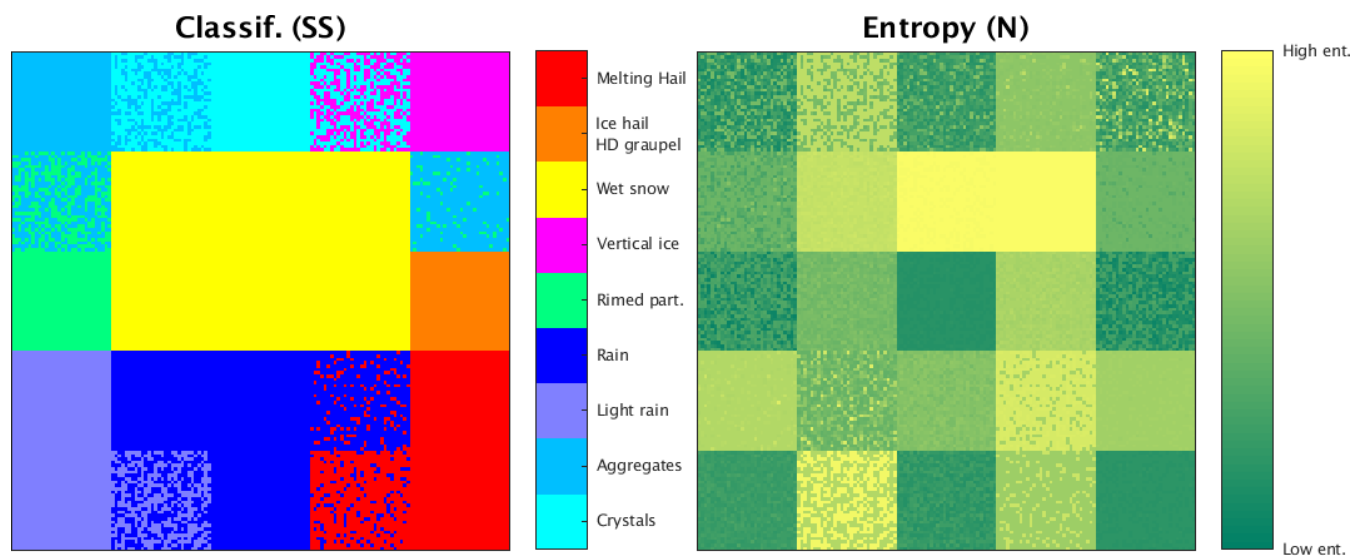 Classif. (SS)
Melting Hail
Ice hail
HD graupel
Wet snow
Vertical ice
Rimed part.
Rain
Light rain
Aggregates
Crystals
Entropy (N)
High ent.
Low ent.